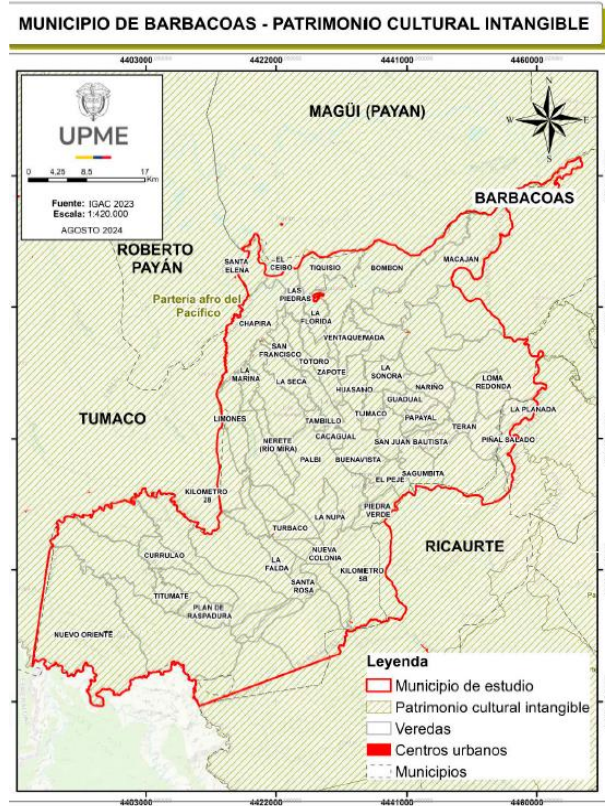 MUNICIPIO DE BARBACOAS - PATRIMONIO CULTURAL INTANGIBLE
4403000 4422000 4441000 4460000
UPME
0 4,25 8,5 17
Km
Fuente: IGAC 2023
Escala: 1:420.000
AGOSTO 2024
N
W E
S
MAGÜI (PAYAN)
BARBACOAS
ROBERTO
PAYÁN
SANTA
ELENA
EL
CEIBO
TIQUISIO
BOMBON
MACAJAN
Parteria afro del
Pacífico
LAS
PIEDRAS
LA
FLORIDA
CHAPIRA
VENTAQUEMADA
SAN
FRANCISCO
TOTORO
ZAPOTE
LA
SONORA
LA
MARINA
LA SECA
HUASANO
NARIÑO
LOMA
REDONDA
GUADUAL
TUMACO
LIMONES
TAMBILLO
TUMACO
PAPAYAL
LA PLANADA
TERAN
CACAGUAL
NERETE
(RÍO MIRA)
SAN JUAN BAUTISTA
PIÑAL SALADO
PALBI
BUENAVISTA
SAGUMBITA
EL PEJE
KILOMETRO
28
PIEDRA
VERDE
LA NUPA
TURBACO
RICAURTE
CURRULAO
LA
FALDA
NUEVA
COLONIA
KILOMETRO
58
SANTA
ROSA
TITUMATE
PLAN DE
RASPADURA
NUEVO ORIENTE
Leyenda
Municipio de estudio
Patrimonio cultural intangible
Veredas
Centros urbanos
Municipios
4403000 4422000 4441000 4460000